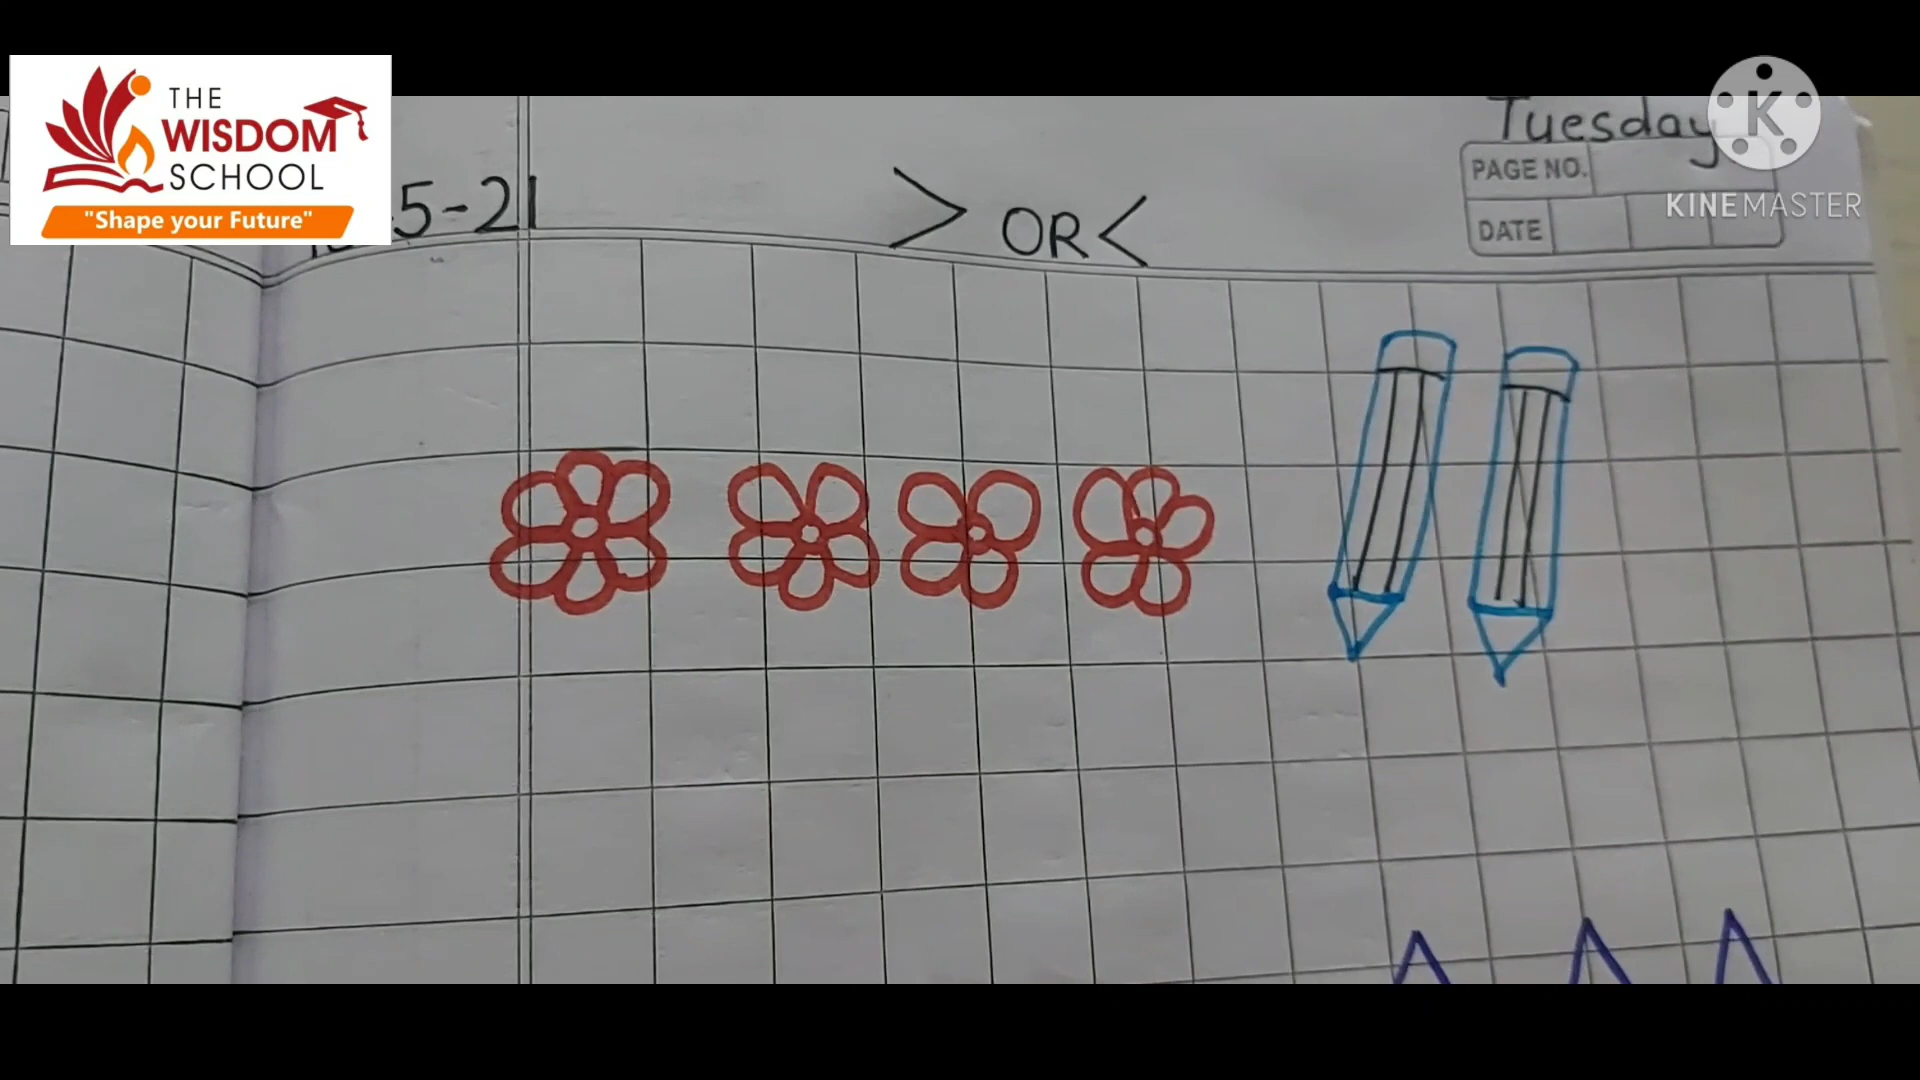 THE
WISDOM
SCHOOL
"Shape your Future"
5-21
> OR <
Tuesday
PAGE NO.
DATE
K
KINEMASTER